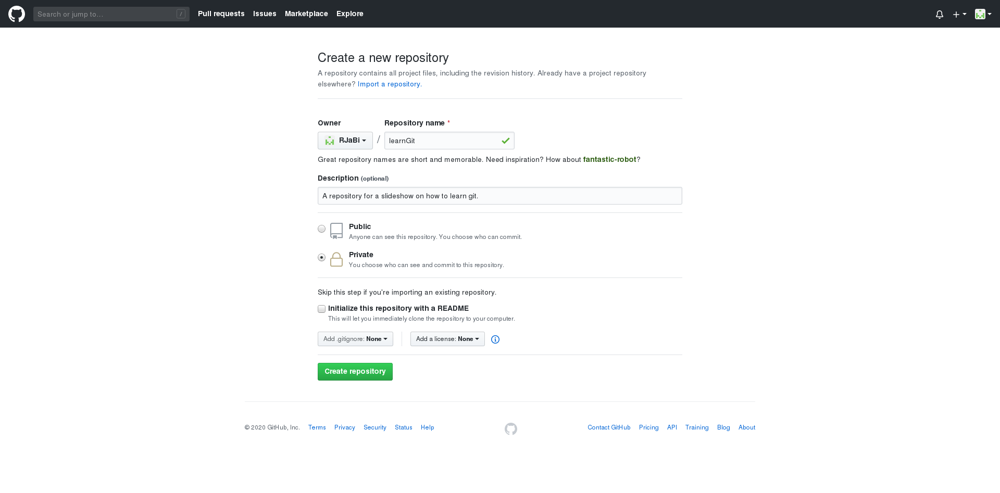 Search or jump to…
/
Pull requests
Issues
Marketplace
Explore
Create a new repository
A repository contains all project files, including the revision history. Already have a project repository
elsewhere? Import a repository.
Owner
Repository name *
RJaBi
/
learnGit
Great repository names are short and memorable. Need inspiration? How about fantastic-robot?
Description (optional)
A repository for a slideshow on how to learn git.
Public
Anyone can see this repository. You choose who can commit.
Private
You choose who can see and commit to this repository.
Skip this step if you're importing an existing repository.
Initialize this repository with a README
This will let you immediately clone the repository to your computer.
Add .gitignore: None
Add a license: None
Create repository
© 2020 GitHub, Inc.
Terms
Privacy
Security
Status
Help
Contact GitHub
Pricing
API
Training
Blog
About